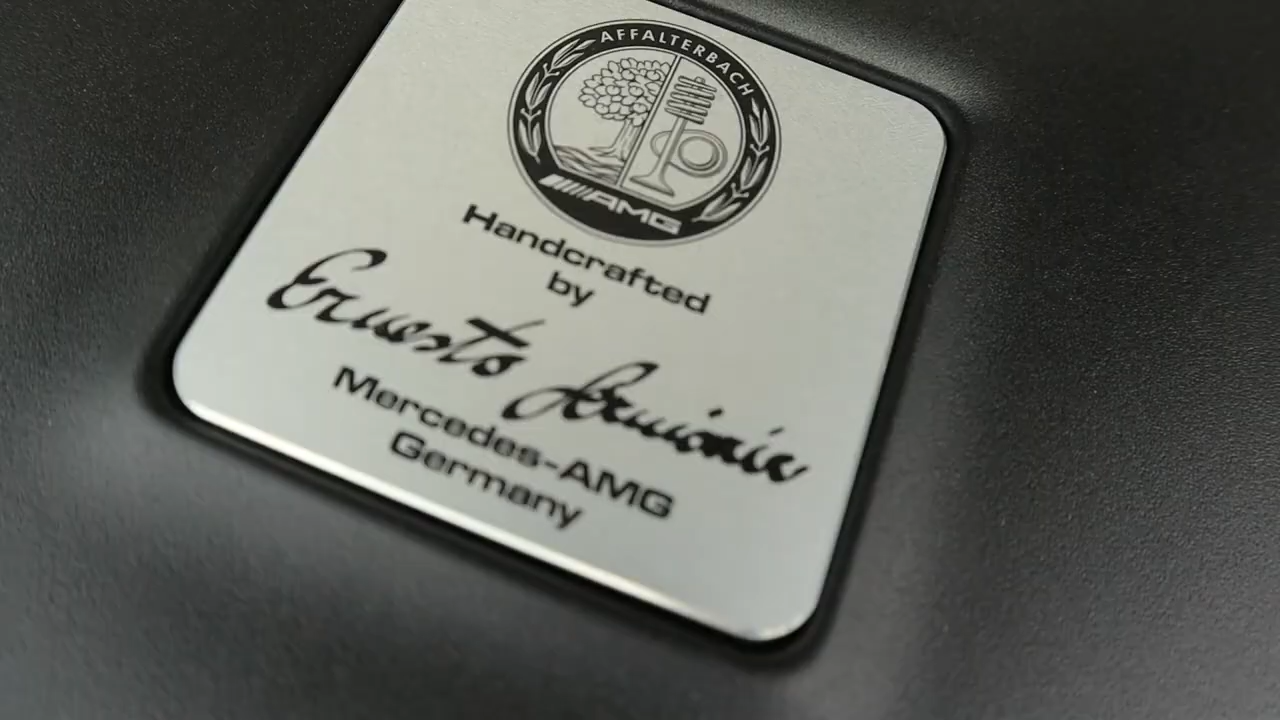 AFFALTERBACH
AMG
Handcrafted
by
Ernesto
Mercedes-AMG
Germany